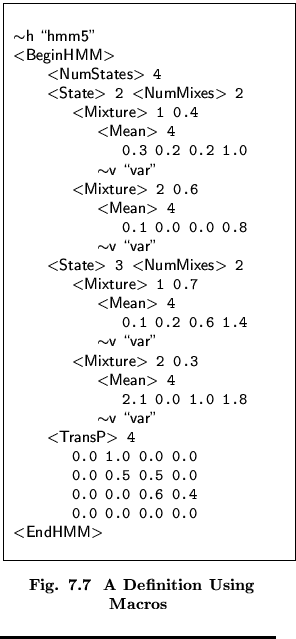 ∼h “hmm5”
<BeginHMM>
<NumStates> 4
<State> 2 <NumMixes> 2
<Mixture> 1 0.4
<Mean> 4
0.3 0.2 0.2 1.0
∼v “var”
<Mixture> 2 0.6
<Mean> 4
0.1 0.0 0.0 0.8
∼v “var”
<State> 3 <NumMixes> 2
<Mixture> 1 0.7
<Mean> 4
0.1 0.2 0.6 1.4
∼v “var”
<Mixture> 2 0.3
<Mean> 4
2.1 0.0 1.0 1.8
∼v “var”
<TransP> 4
0.0 1.0 0.0 0.0
0.0 0.5 0.5 0.0
0.0 0.0 0.6 0.4
0.0 0.0 0.0 0.0
<EndHMM>
Fig. 7.7 A Definition Using
Macros